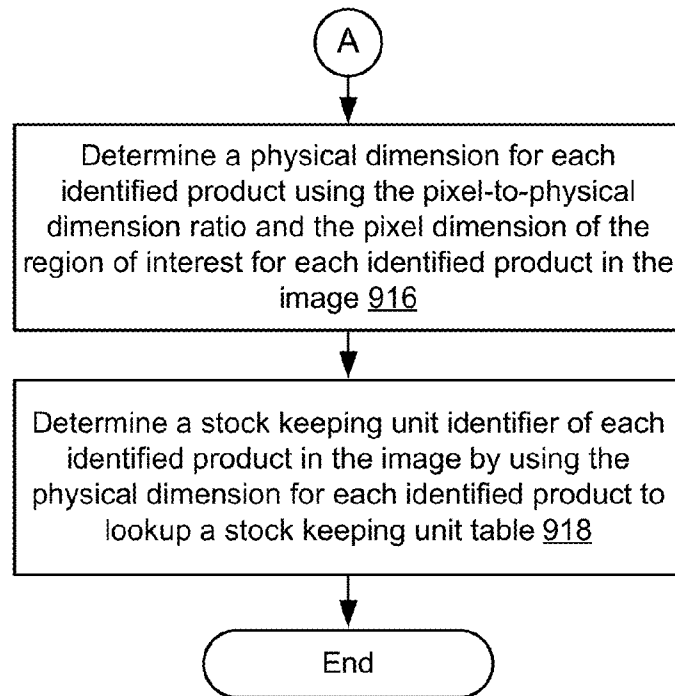 A
Determine a physical dimension for each
identified product using the pixel-to-physical
dimension ratio and the pixel dimension of the
region of interest for each identified product in the
image 916
Determine a stock keeping unit identifier of each
identified product in the image by using the
physical dimension for each identified product to
lookup a stock keeping unit table 918
End